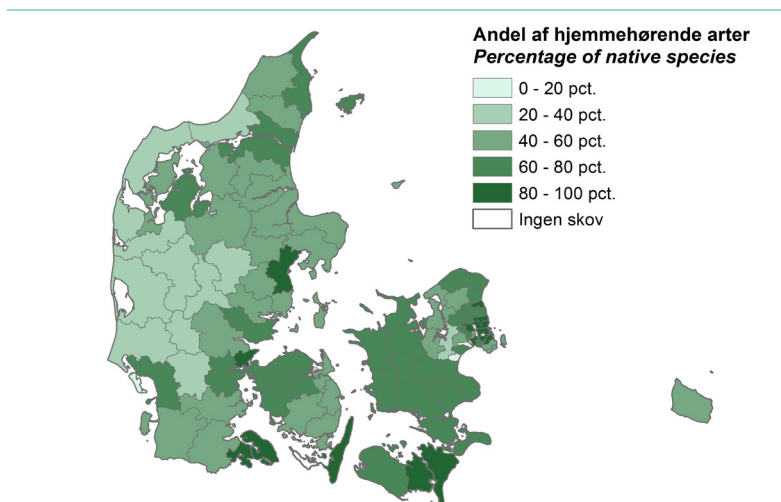 Andel af hjemmehørende arter
Percentage of native species
0 - 20 pct.
20 - 40 pct.
40 - 60 pct.
60 - 80 pct.
80 - 100 pct.
Ingen skov